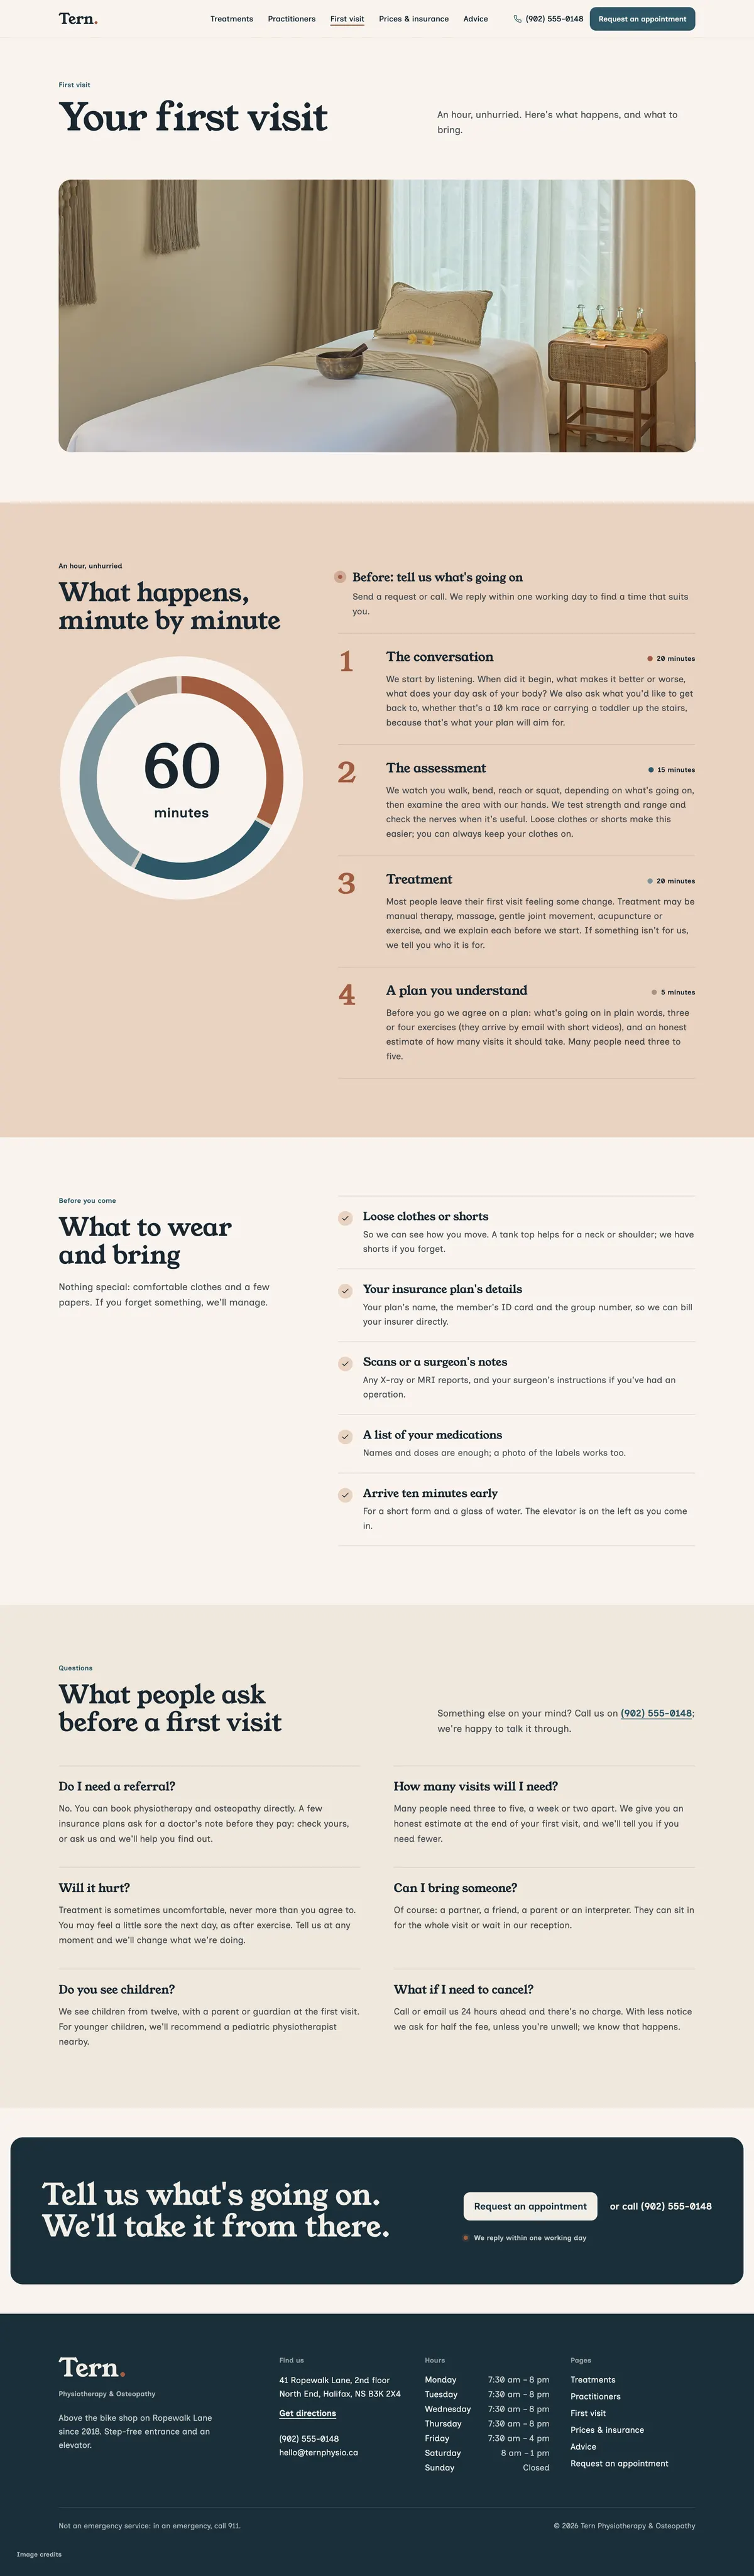 Tern.
Treatments
Practitioners
First visit
Prices & insurance
Advice
(902) 555-0148
Request an appointment
First visit
Your first visit
An hour, unhurried. Here's what happens, and what to
bring.
An hour, unhurried
What happens,
minute by minute
60
minutes
Before: tell us what's going on
Send a request or call. We reply within one working day to find a time that suits
you.
1
The conversation
20 minutes
We start by listening. When did it begin, what makes it better or worse,
what does your day ask of your body? We also ask what you'd like to get
back to, whether that's a 10 km race or carrying a toddler up the stairs,
because that's what your plan will aim for.
2
The assessment
15 minutes
We watch you walk, bend, reach or squat, depending on what's going on,
then examine the area with our hands. We test strength and range and
check the nerves when it's useful. Loose clothes or shorts make this
easier; you can always keep your clothes on.
3
Treatment
20 minutes
Most people leave their first visit feeling some change. Treatment may be
manual therapy, massage, gentle joint movement, acupuncture or
exercise, and we explain each before we start. If something isn't for us,
we tell you who it is for.
4
A plan you understand
5 minutes
Before you go we agree on a plan: what's going on in plain words, three
or four exercises (they arrive by email with short videos), and an honest
estimate of how many visits it should take. Many people need three to
five.
Before you come
What to wear
and bring
Nothing special: comfortable clothes and a few
papers. If you forget something, we'll manage.
Loose clothes or shorts
So we can see how you move. A tank top helps for a neck or shoulder; we have
shorts if you forget.
Your insurance plan's details
Your plan's name, the member's ID card and the group number, so we can bill
your insurer directly.
Scans or a surgeon's notes
Any X-ray or MRI reports, and your surgeon's instructions if you've had an
operation.
A list of your medications
Names and doses are enough; a photo of the labels works too.
Arrive ten minutes early
For a short form and a glass of water. The elevator is on the left as you come
in.
Questions
What people ask
before a first visit
Something else on your mind? Call us on (902) 555-0148;
we're happy to talk it through.
Do I need a referral?
No. You can book physiotherapy and osteopathy directly. A few
insurance plans ask for a doctor's note before they pay: check yours,
or ask us and we'll help you find out.
How many visits will I need?
Many people need three to five, a week or two apart. We give you an
honest estimate at the end of your first visit, and we'll tell you if you
need fewer.
Will it hurt?
Treatment is sometimes uncomfortable, never more than you agree to.
You may feel a little sore the next day, as after exercise. Tell us at any
moment and we'll change what we're doing.
Can I bring someone?
Of course: a partner, a friend, a parent or an interpreter. They can sit in
for the whole visit or wait in our reception.
Do you see children?
We see children from twelve, with a parent or guardian at the first visit.
For younger children, we'll recommend a pediatric physiotherapist
nearby.
What if I need to cancel?
Call or email us 24 hours ahead and there's no charge. With less notice
we ask for half the fee, unless you're unwell; we know that happens.
Tell us what's going on.
We'll take it from there.
Request an appointment
or call (902) 555-0148
We reply within one working day
Tern.
Physiotherapy & Osteopathy
Above the bike shop on Ropewalk Lane
since 2018. Step-free entrance and an
elevator.
Find us
41 Ropewalk Lane, 2nd floor
North End, Halifax, NS B3K 2X4
Get directions
(902) 555-0148
hello@ternphysio.ca
Hours
Monday 7:30 am – 8 pm
Tuesday 7:30 am – 8 pm
Wednesday 7:30 am – 8 pm
Thursday 7:30 am – 8 pm
Friday 7:30 am – 4 pm
Saturday 8 am – 1 pm
Sunday Closed
Pages
Treatments
Practitioners
First visit
Prices & insurance
Advice
Request an appointment
Not an emergency service: in an emergency, call 911.
© 2026 Tern Physiotherapy & Osteopathy
Image credits